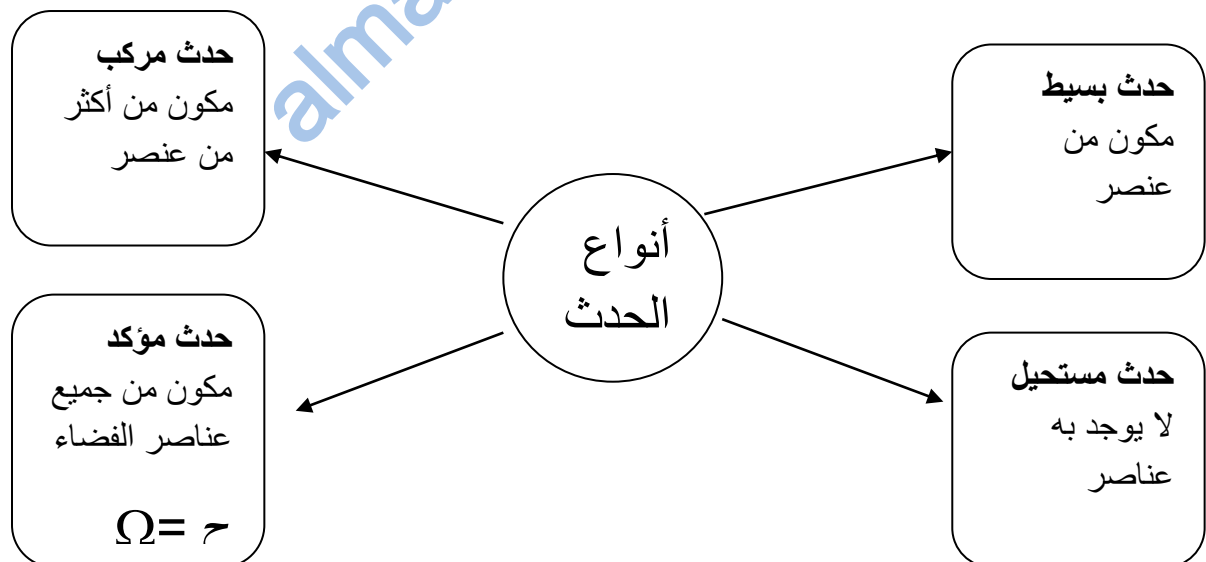 حدث مركب
مكون من أكثر
من عنصر
حدث بسيط
مكون من
عنصر
أنواع
الحدث
حدث مؤكد
مكون من جميع
عناصر الفضاء
ح =Ω
حدث مستحيل
لا يوجد به
عناصر